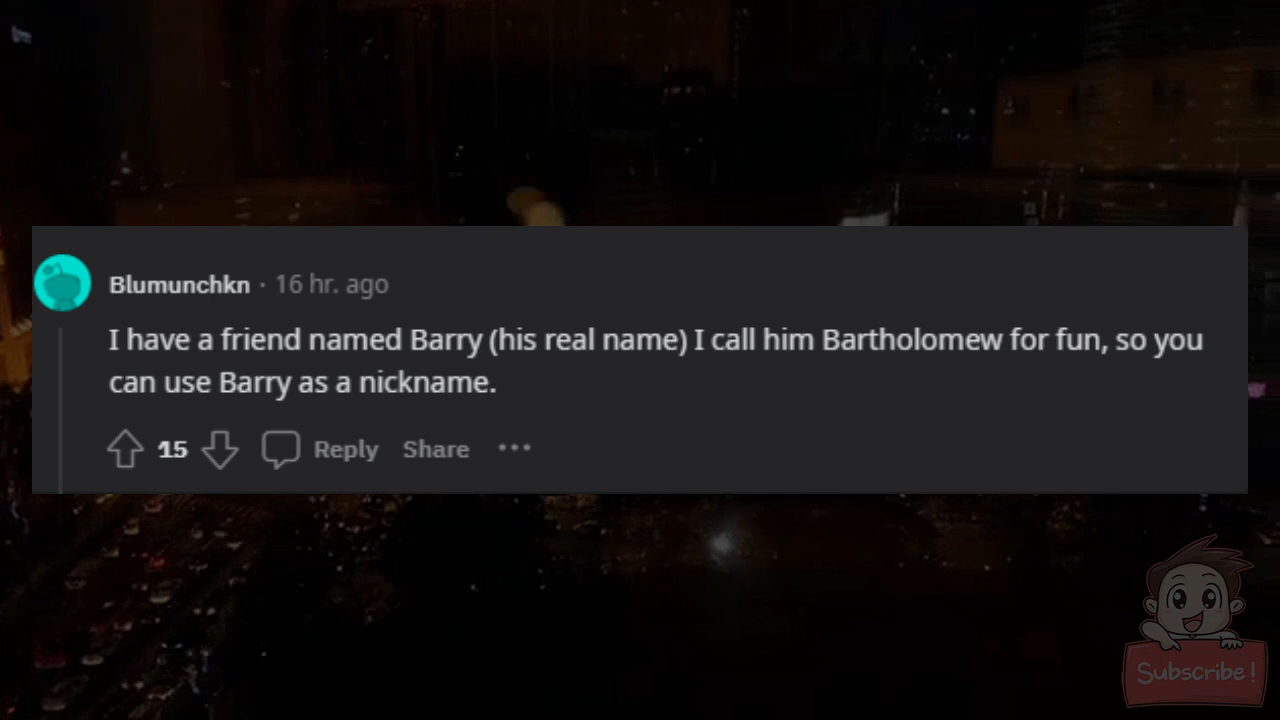 Blumunchkn · 16 hr. ago
I have a friend named Barry (his real name) I call him Bartholomew for fun, so you
can use Barry as a nickname.
15 Reply Share ...
Subscribe!